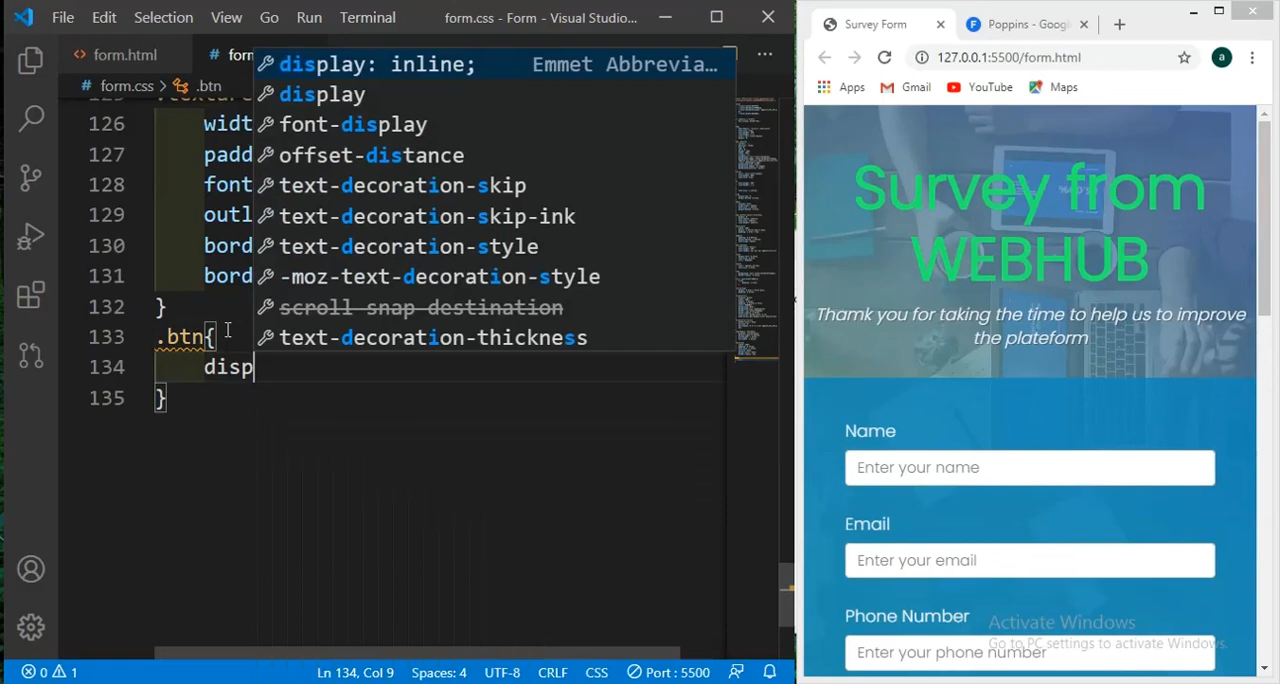 File Edit Selection View Go Run Terminal form.css - Form - Visual Studio...
form.html # form
# form.css > .btn
126 widt
127 padd
128 font
129 outl
130 bord
131 bord
132 }
133 .btn{
134 disp
135 }
display: inline; Emmet Abbrevia...
display
font-display
offset-distance
text-decoration-skip
text-decoration-skip-ink
text-decoration-style
-moz-text-decoration-style
scroll-snap-destination
text-decoration-thickness
0 1 Ln 134, Col 9 Spaces: 4 UTF-8 CRLF CSS Port : 5500
Survey Form Poppins - Googl
127.0.0.1:5500/form.html a
Apps Gmail YouTube Maps
Survey from
WEBHUB
Thamk you for taking the time to help us to improve
the plateform
Name
Enter your name
Email
Enter your email
Phone Number
Enter your phone number
Activate Windows
Go to PC settings to activate Windows.